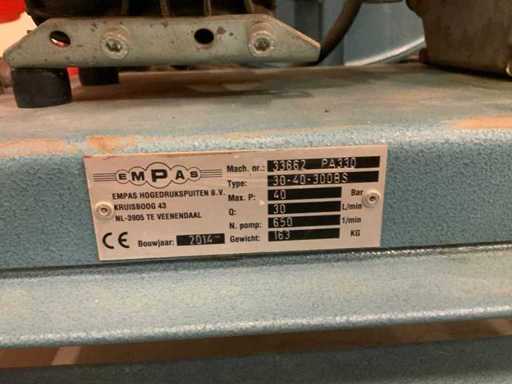 EMPAS
EMPAS HOGEDRUKSPUITEN B.V.
KRUISBOOG 43
NL-3905 TE VEENENDAAL
CE Bouwjaar: 2014
Mach. nr.: 33662 PA330
Type: 30-40-300BS
Max. P: 40 Bar
Q: 30 L/min
N. pomp: 650 1/min
Gewicht: 163 KG